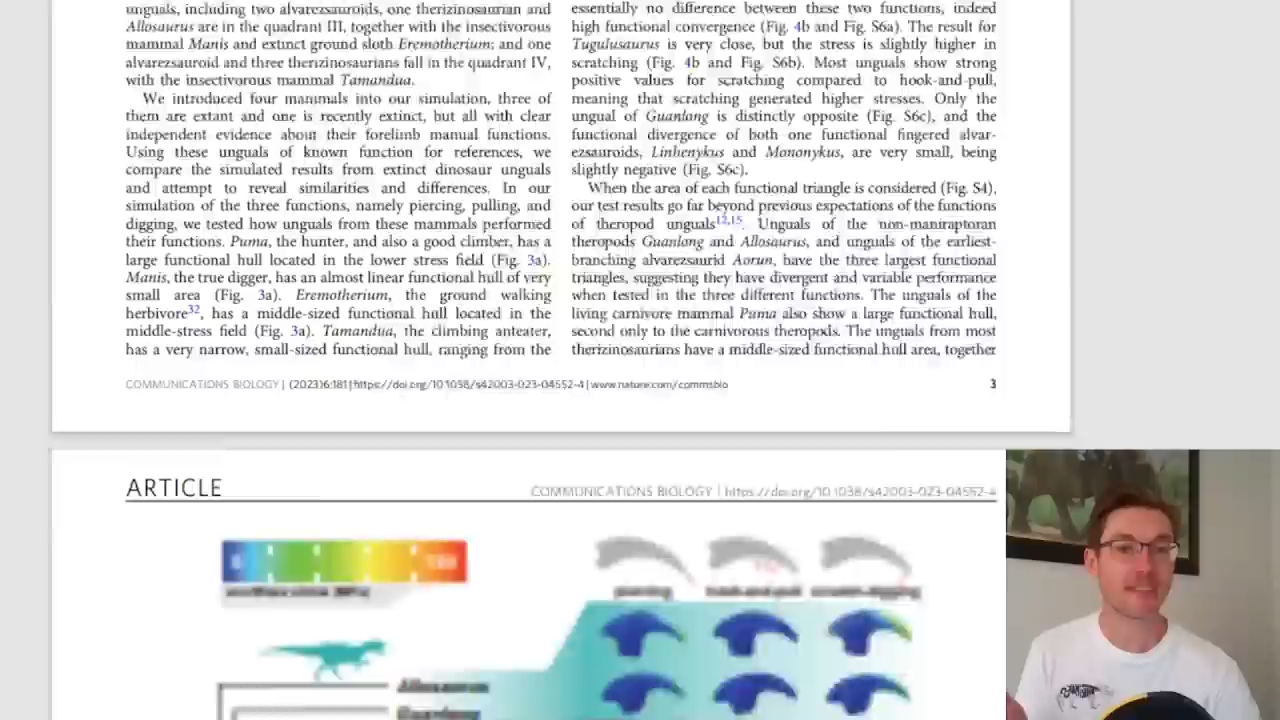 unguals, including two alvarezsauroids, one therizinosaurian and
Allosaurus are in the quadrant III, together with the insectivorous
mammal Manis and extinct ground sloth Eremotherium; and one
alvarezsauroid and three therizinosaurians fall in the quadrant IV,
with the insectivorous mammal Tamandua.
We introduced four mammals into our simulation, three of
them are extant and one is recently extinct, but all with clear
independent evidence about their forelimb manual functions.
Using these unguals of known function for references, we
compare the simulated results from extinct dinosaur unguals
and attempt to reveal similarities and differences. In our
simulation of the three functions, namely piercing, pulling, and
digging, we tested how unguals from these mammals performed
their functions. Puma, the hunter, and also a good climber, has a
large functional hull located in the lower stress field (Fig. 3a).
Manis, the true digger, has an almost linear functional hull of very
small area (Fig. 3a). Eremotherium, the ground walking
herbivore32, has a middle-sized functional hull located in the
middle-stress field (Fig. 3a). Tamandua, the climbing anteater,
has a very narrow, small-sized functional hull, ranging from the
essentially no difference between these two functions, indeed
high functional convergence (Fig. 4b and Fig. S6a). The result for
Tugulusaurus is very close, but the stress is slightly higher in
scratching (Fig. 4b and Fig. S6b). Most unguals show strong
positive values for scratching compared to hook-and-pull,
meaning that scratching generated higher stresses. Only the
ungual of Guanlong is distinctly opposite (Fig. S6c), and the
functional divergence of both one functional fingered alvar-
ezsauroids, Linhenykus and Mononykus, are very small, being
slightly negative (Fig. S6c).
When the area of each functional triangle is considered (Fig. S4),
our test results go far beyond previous expectations of the functions
of theropod unguals12,15. Unguals of the non-maniraptoran
theropods Guanlong and Allosaurus, and unguals of the earliest-
branching alvarezsaurid Aorun, have the three largest functional
triangles, suggesting they have divergent and variable performance
when tested in the three different functions. The unguals of the
living carnivore mammal Puma also show a large functional hull,
second only to the carnivorous theropods. The unguals from most
therizinosaurians have a middle-sized functional hull area, together
COMMUNICATIONS BIOLOGY | (2023)6:181 | https://doi.org/10.1038/s42003-023-04552-4 | www.nature.com/commsbio 3
ARTICLE COMMUNICATIONS BIOLOGY | https://doi.org/10.1038/s42003-023-04552-4
piercing hook-and-pull scratch-digging
Allosaurus
Guanlong